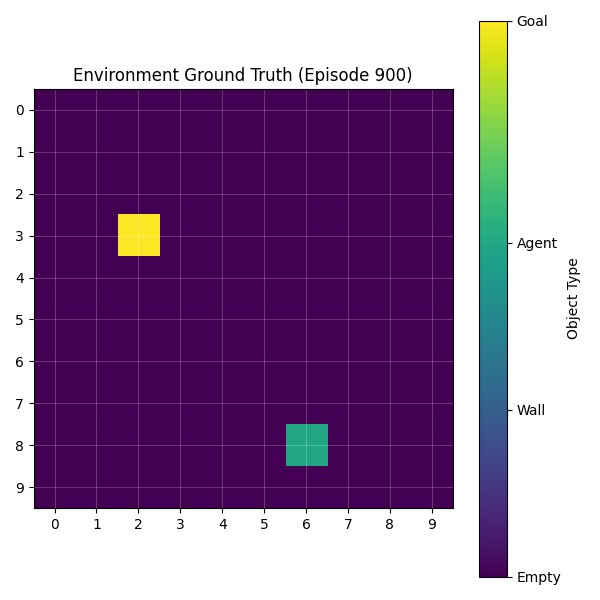 Environment Ground Truth (Episode 900)
0
1
2
3
4
5
6
7
8
9
0 1 2 3 4 5 6 7 8 9
Goal
Agent
Wall
Empty
Object Type